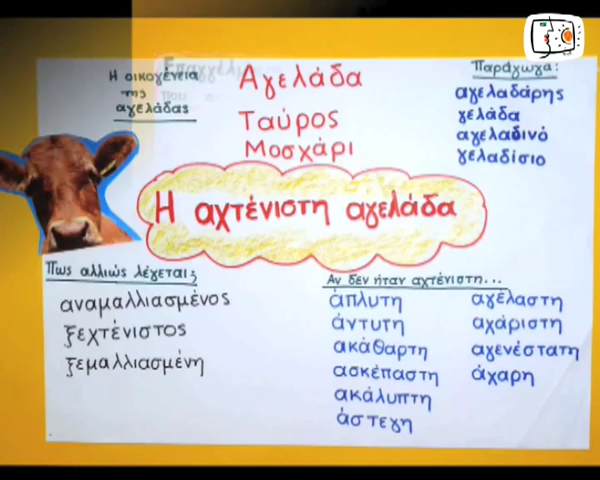 Η οικογένεια
της
αγελάδας
Αγελάδα
Ταύρος
Μοσχάρι
Παράγωγα:
αγελαδάρης
γελάδα
αγελαδινό
γελαδίσιο
Η αχτένιστη αγελάδα
Πως αλλιώς λέγεται;
αναμαλλιασμένος
ξεχτένιστος
ξεμαλλιασμένη
Αν δεν ήταν αχτένιστη...
άπλυτη
άντυτη
ακάθαρτη
ασκέπαστη
ακάλυπτη
άστεγη
αγέλαστη
αχάριστη
αγενέστατη
άχαρη